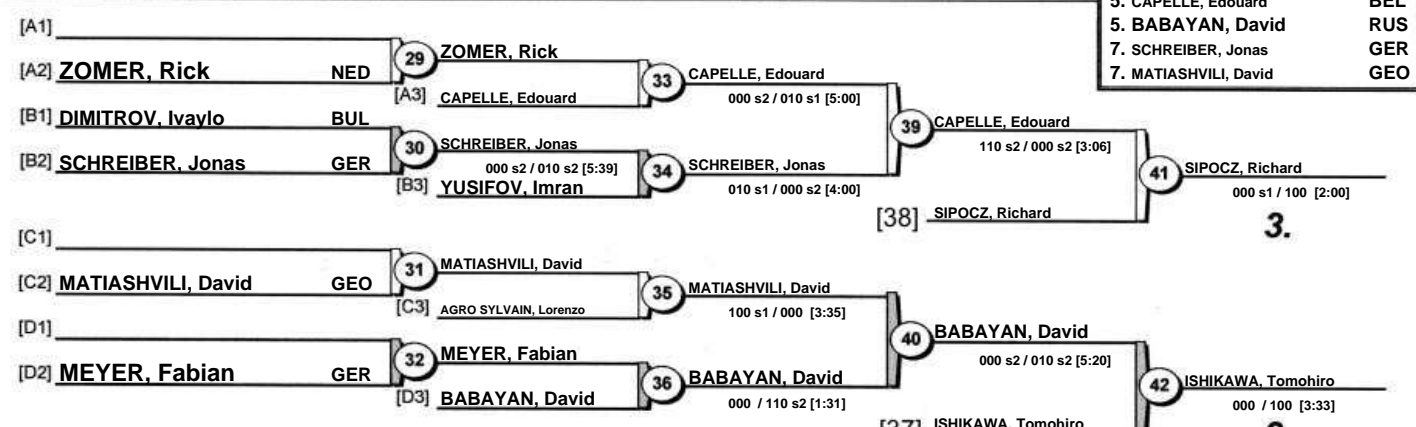 5. CAPELLE, Edouard BEL
5. BABAYAN, David RUS
7. SCHREIBER, Jonas GER
7. MATIASHVILI, David GEO
[A1]
[A2] ZOMER, Rick NED
29
ZOMER, Rick
[A3] CAPELLE, Edouard
33
CAPELLE, Edouard
000 s2 / 010 s1 [5:00]
[B1] DIMITROV, Ivaylo BUL
[B2] SCHREIBER, Jonas GER
30
SCHREIBER, Jonas
000 s2 / 010 s2 [5:39]
[B3] YUSIFOV, Imran
34
SCHREIBER, Jonas
010 s1 / 000 s2 [4:00]
39
CAPELLE, Edouard
110 s2 / 000 s2 [3:06]
[38] SIPOCZ, Richard
41
SIPOCZ, Richard
000 s1 / 100 [2:00]
3.
[C1]
[C2] MATIASHVILI, David GEO
31
MATIASHVILI, David
[C3] AGRO SYLVAIN, Lorenzo
35
MATIASHVILI, David
100 s1 / 000 [3:35]
[D1]
[D2] MEYER, Fabian GER
32
MEYER, Fabian
[D3] BABAYAN, David
36
BABAYAN, David
000 / 110 s2 [1:31]
40
BABAYAN, David
000 s2 / 010 s2 [5:20]
[37] ISHIKAWA, Tomohiro
42
ISHIKAWA, Tomohiro
000 / 100 [3:33]